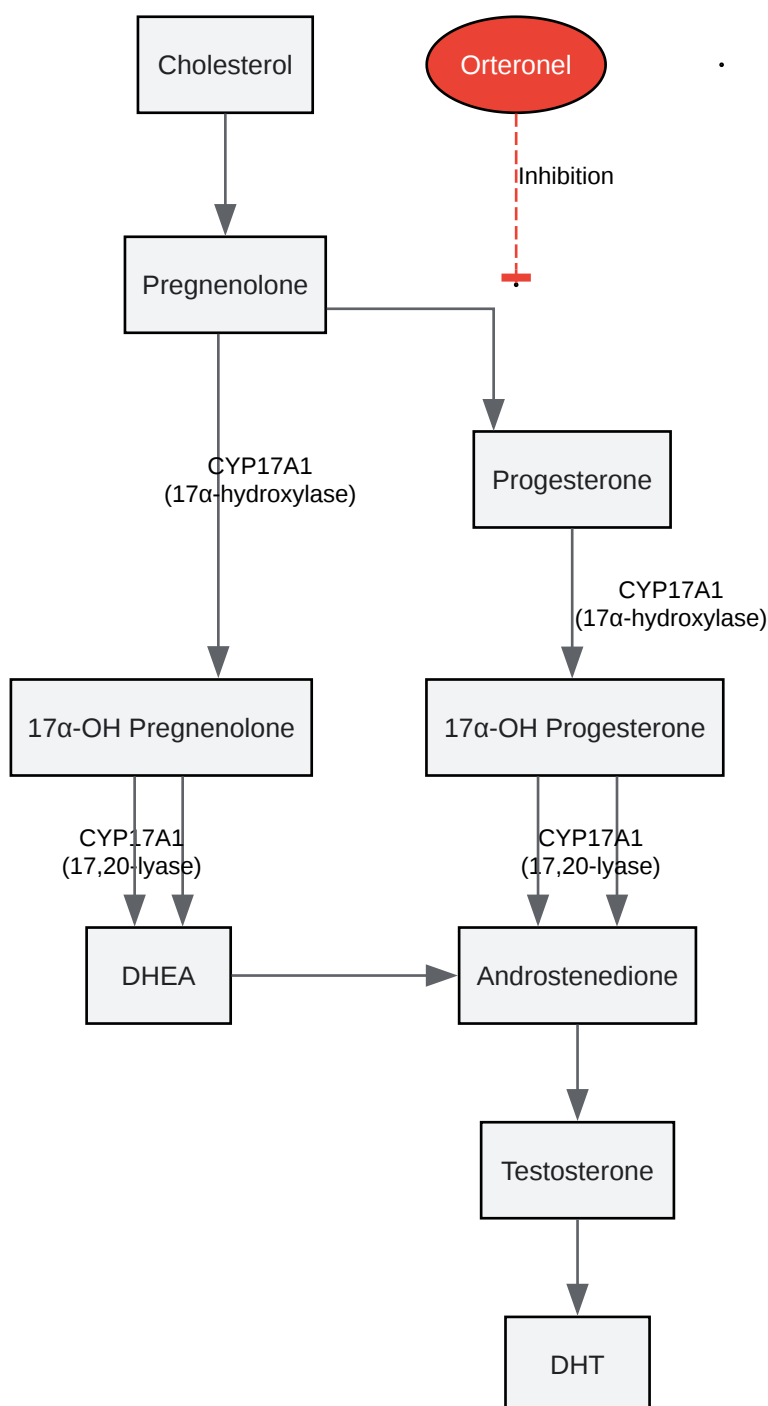 Cholesterol
Orteronel
Inhibition
Pregnenolone
CYP17A1
(17α-hydroxylase)
Progesterone
CYP17A1
(17α-hydroxylase)
17α-OH Pregnenolone
17α-OH Progesterone
CYP17A1
(17,20-lyase)
CYP17A1
(17,20-lyase)
DHEA
Androstenedione
Testosterone
DHT